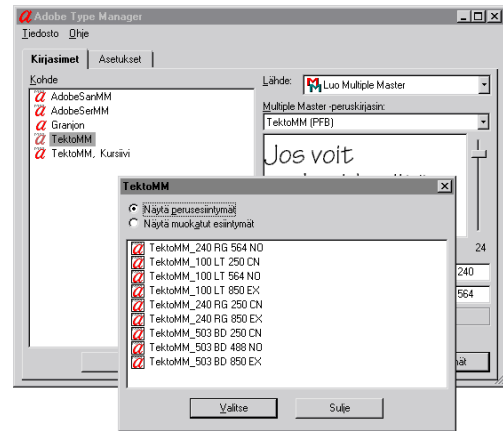 Adobe Type Manager
Tiedosto Ohje
Kirjasimet Asetukset
Kohde
AdobeSanMM
AdobeSerMM
Granjon
TektoMM
TektoMM, Kursiivi
Lähde:
Luo Multiple Master
Multiple Master -peruskirjasin:
TektoMM (PFB)
Jos voit
24
240
564
TektoMM
Näytä perusesiintymät
Näytä muokatut esiintymät
TektoMM_240 RG 564 NO
TektoMM_100 LT 250 CN
TektoMM_100 LT 564 NO
TektoMM_100 LT 850 EX
TektoMM_240 RG 250 CN
TektoMM_240 RG 850 EX
TektoMM_503 BD 250 CN
TektoMM_503 BD 488 NO
TektoMM_503 BD 850 EX
Valitse Sulje